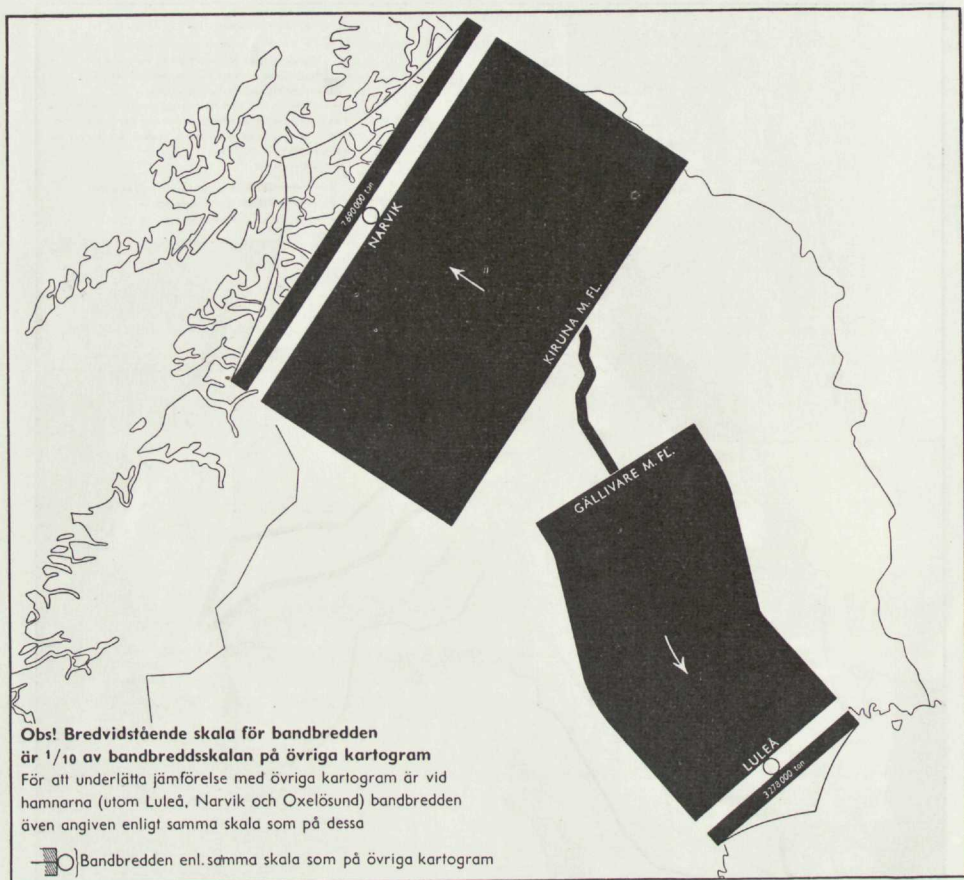 7 690 000 ton
NARVIK
KIRUNA M. FL.
GÄLLIVARE M. FL.
LULEÅ
3 278 000 ton
Obs! Bredvidstående skala för bandbredden
är 1/10 av bandbreddsskalan på övriga kartogram
För att underlätta jämförelse med övriga kartogram är vid
hamnarna (utom Luleå, Narvik och Oxelösund) bandbredden
även angiven enligt samma skala som på dessa
Bandbredden enl. samma skala som på övriga kartogram